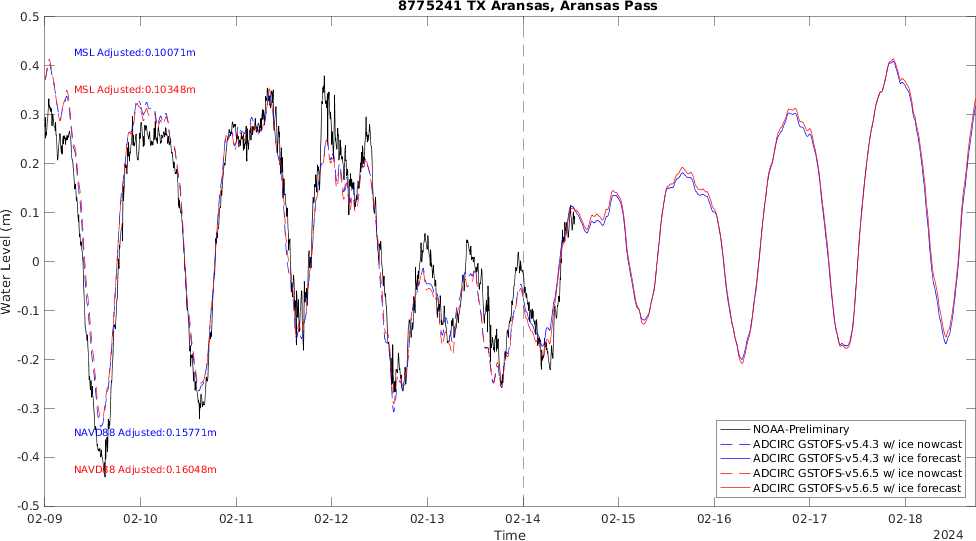 8775241 TX Aransas, Aransas Pass
0.5
0.4
0.3
0.2
0.1
0
-0.1
-0.2
-0.3
-0.4
-0.5
Water Level (m)
MSL Adjusted:0.10071m
MSL Adjusted:0.10348m
NAVD88 Adjusted:0.15771m
NAVD88 Adjusted:0.16048m
NOAA-Preliminary
ADCIRC GSTOFS-v5.4.3 w/ ice nowcast
ADCIRC GSTOFS-v5.4.3 w/ ice forecast
ADCIRC GSTOFS-v5.6.5 w/ ice nowcast
ADCIRC GSTOFS-v5.6.5 w/ ice forecast
02-09 02-10 02-11 02-12 02-13 02-14 02-15 02-16 02-17 02-18
Time
2024